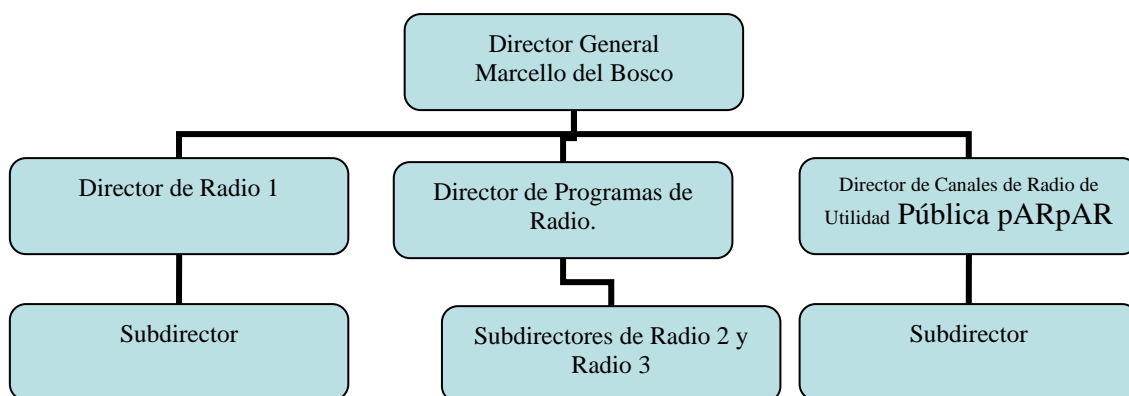 Director General
Marcello del Bosco
Director de Radio 1
Director de Programas de
Radio.
Director de Canales de Radio de
Utilidad Pública pARpAR
Subdirector
Subdirectores de Radio 2 y
Radio 3
Subdirector